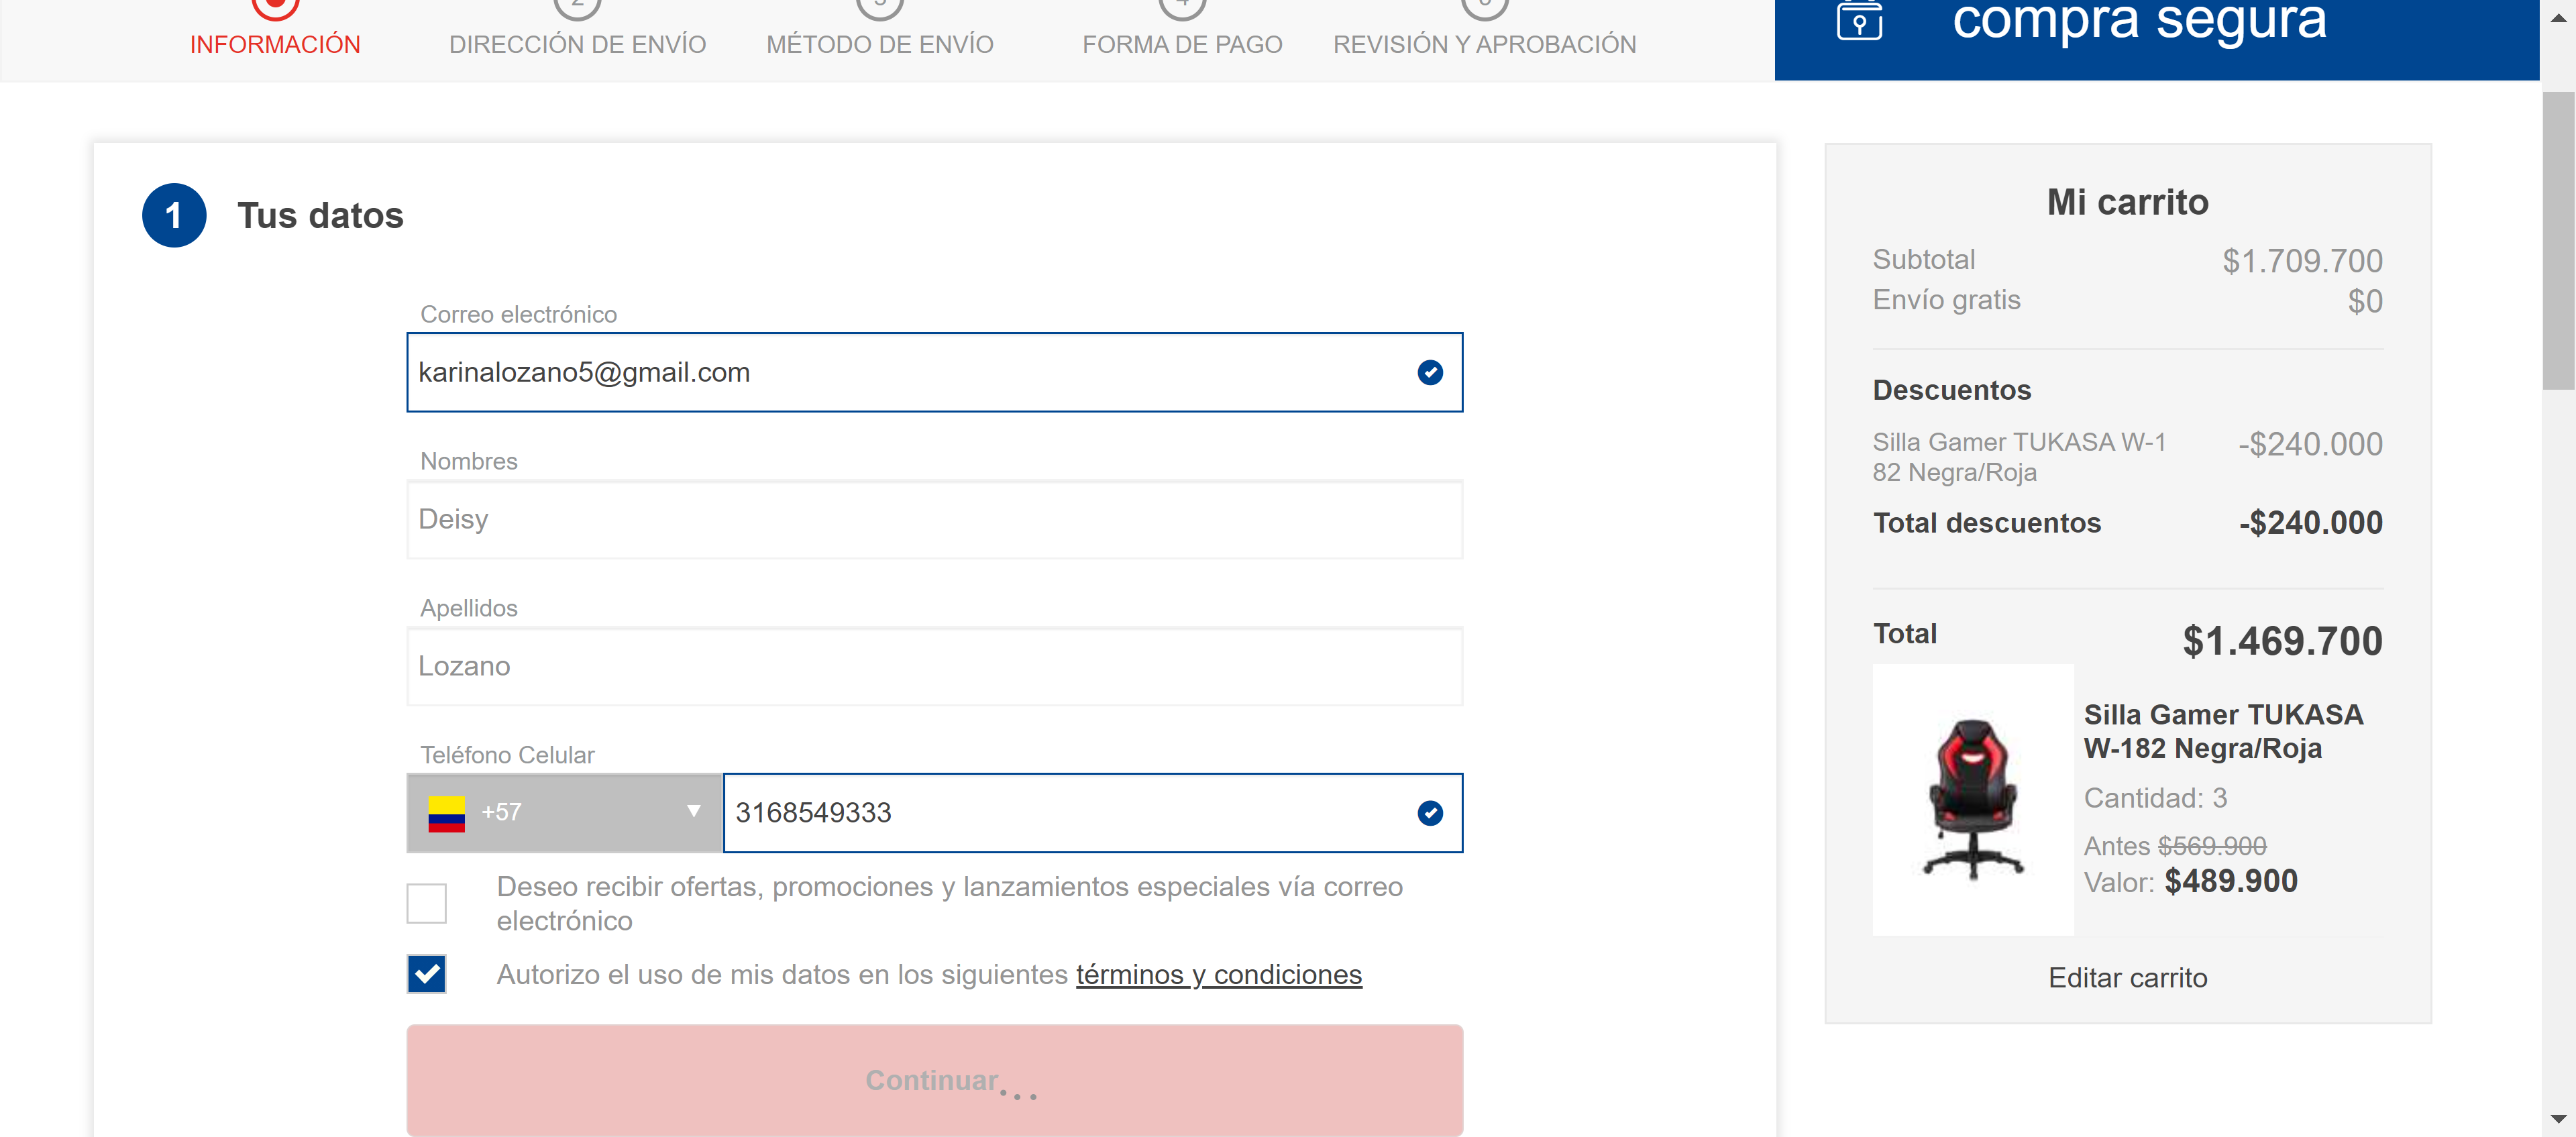 INFORMACIÓN
DIRECCIÓN DE ENVÍO
MÉTODO DE ENVÍO
FORMA DE PAGO
REVISIÓN Y APROBACIÓN
compra segura
1 Tus datos
Correo electrónico
karinalozano5@gmail.com
Nombres
Deisy
Apellidos
Lozano
Teléfono Celular
+57 3168549333
Deseo recibir ofertas, promociones y lanzamientos especiales vía correo
electrónico
Autorizo el uso de mis datos en los siguientes términos y condiciones
Continuar...
Mi carrito
Subtotal $1.709.700
Envío gratis $0
Descuentos
Silla Gamer TUKASA W-1 -$240.000
82 Negra/Roja
Total descuentos -$240.000
Total $1.469.700
Silla Gamer TUKASA
W-182 Negra/Roja
Cantidad: 3
Antes $569.900
Valor: $489.900
Editar carrito